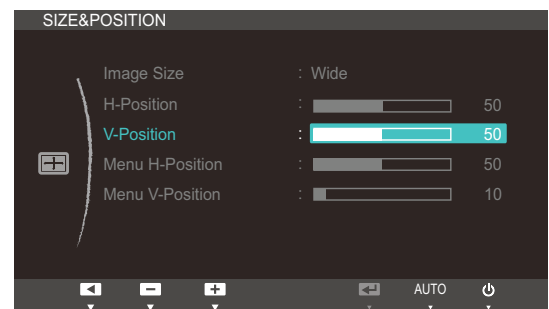 SIZE&POSITION
Image Size : Wide
H-Position : 50
V-Position : 50
Menu H-Position : 50
Menu V-Position : 10
AUTO